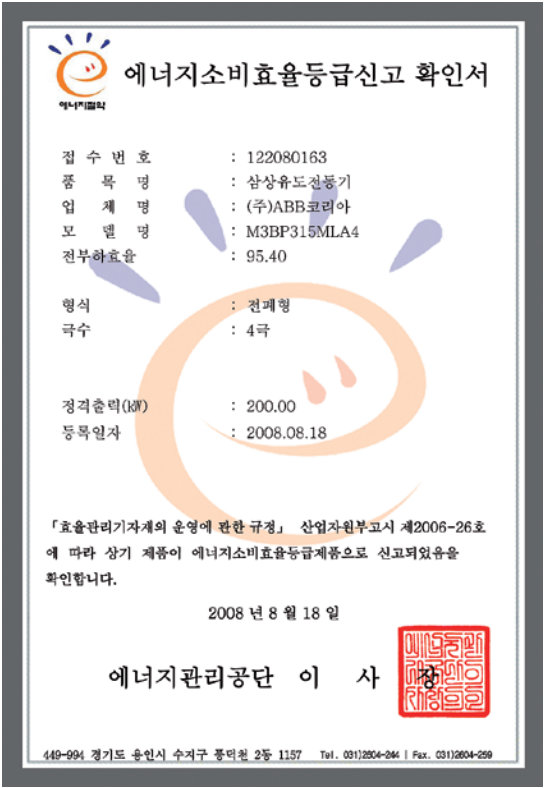 에너지절약
에너지소비효율등급신고 확인서
접 수 번 호 : 122080163
품 목 명 : 삼상유도전동기
업 체 명 : (주)ABB코리아
모 델 명 : M3BP315MLA4
전부하효율 : 95.40
형식 : 전폐형
극수 : 4극
정격출력(kW) : 200.00
등록일자 : 2008.08.18
「효율관리기자재의 운영에 관한 규정」 산업자원부고시 제2006-26호
에 따라 상기 제품이 에너지소비효율등급제품으로 신고되었음을
확인합니다.
2008 년 8 월 18 일
에너지관리공단 이 사 장
449-994 경기도 용인시 수지구 풍덕천 2동 1157 Tel. 031)2604-244 | Fax. 031)2604-259